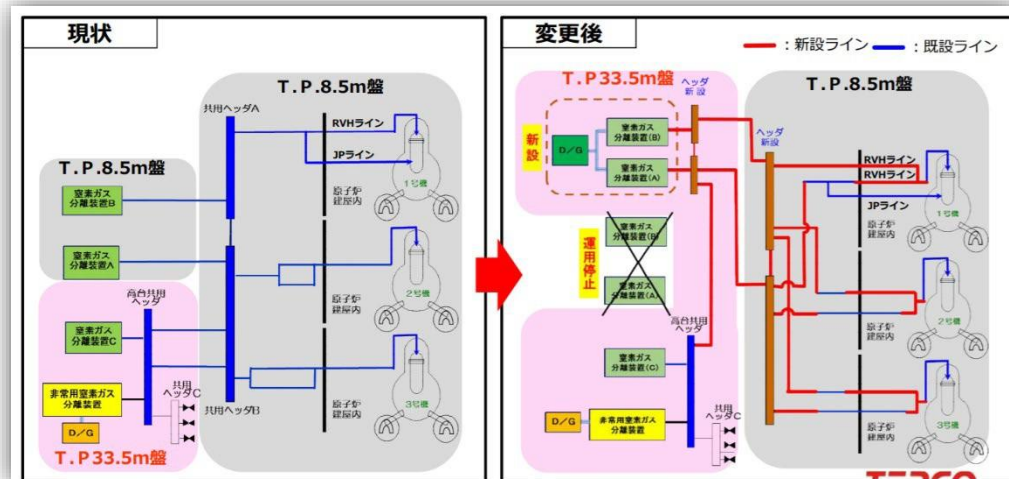 現状
T.P.8.5m盤
共用ヘッダA
RVHライン
JPライン
原子炉
建屋内
1号機
T.P.8.5m盤
窒素ガス
分離装置B
窒素ガス
分離装置A
原子炉
建屋内
2号機
高台共用
ヘッダ
窒素ガス
分離装置C
非常用窒素ガス
分離装置
D/G
共用
ヘッダC
共用ヘッダB
原子炉
建屋内
3号機
T.P33.5m盤
変更後
:新設ライン
:既設ライン
T.P33.5m盤
ヘッダ
新設
新設
D/G
窒素ガス
分離装置(B)
窒素ガス
分離装置(A)
T.P.8.5m盤
ヘッダ
新設
RVHライン
RVHライン
JPライン
原子炉
建屋内
1号機
運用停止
窒素ガス
分離装置(B)
窒素ガス
分離装置(A)
原子炉
建屋内
2号機
高台共用
ヘッダ
窒素ガス
分離装置(C)
D/G
非常用窒素ガス
分離装置
共用
ヘッダC
原子炉
建屋内
3号機
TEPCO